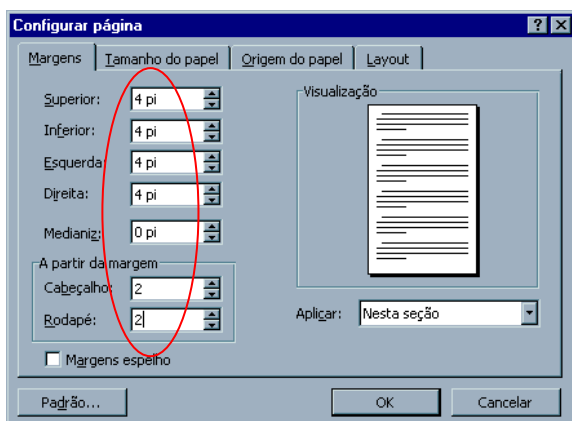 Configurar página
Margens Tamanho do papel Origem do papel Layout
Superior: 4 pi
Inferior: 4 pi
Esquerda: 4 pi
Direita: 4 pi
Medianiz: 0 pi
A partir da margem
Cabeçalho: 2
Rodapé: 2
Margens espelho
Visualização
Aplicar: Nesta seção
Padrão... OK Cancelar